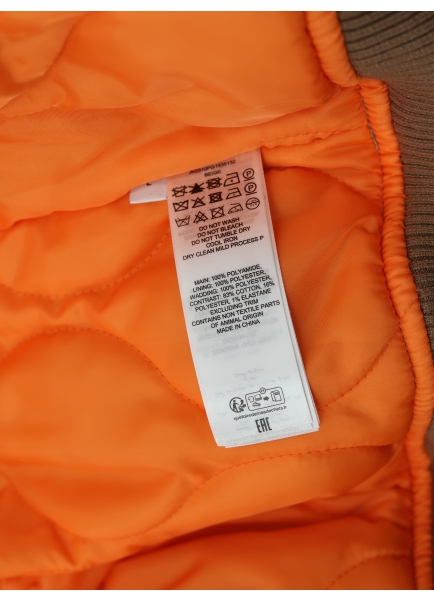 BEIGE
DO NOT WASH
DO NOT BLEACH
DO NOT TUMBLE DRY
COOL IRON
DRY CLEAN MILD PROCESS P
MAIN: 100% POLYAMIDE,
LINING: 100% POLYESTER,
WADDING: 100% POLYESTER,
CONTRAST: 83% COTTON, 16%
POLYESTER, 1% ELASTANE
EXCLUDING TRIM
CONTAINS NON TEXTILE PARTS
OF ANIMAL ORIGIN
MADE IN CHINA
quefairedemesdechets.fr
EAC